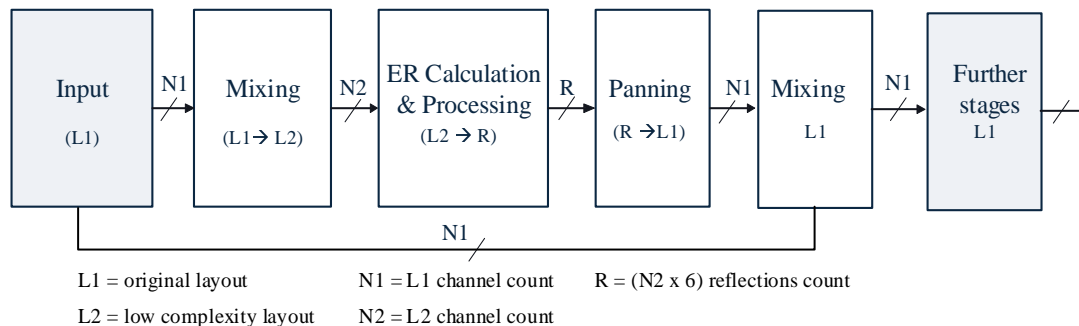 Input
(L1)
N1
Mixing
(L1→ L2)
N2
ER Calculation
& Processing
(L2 → R)
R
Panning
(R →L1)
N1
Mixing
L1
N1
Further
stages
L1
N1
L1 = original layout
N1 = L1 channel count
R = (N2 x 6) reflections count
L2 = low complexity layout
N2 = L2 channel count